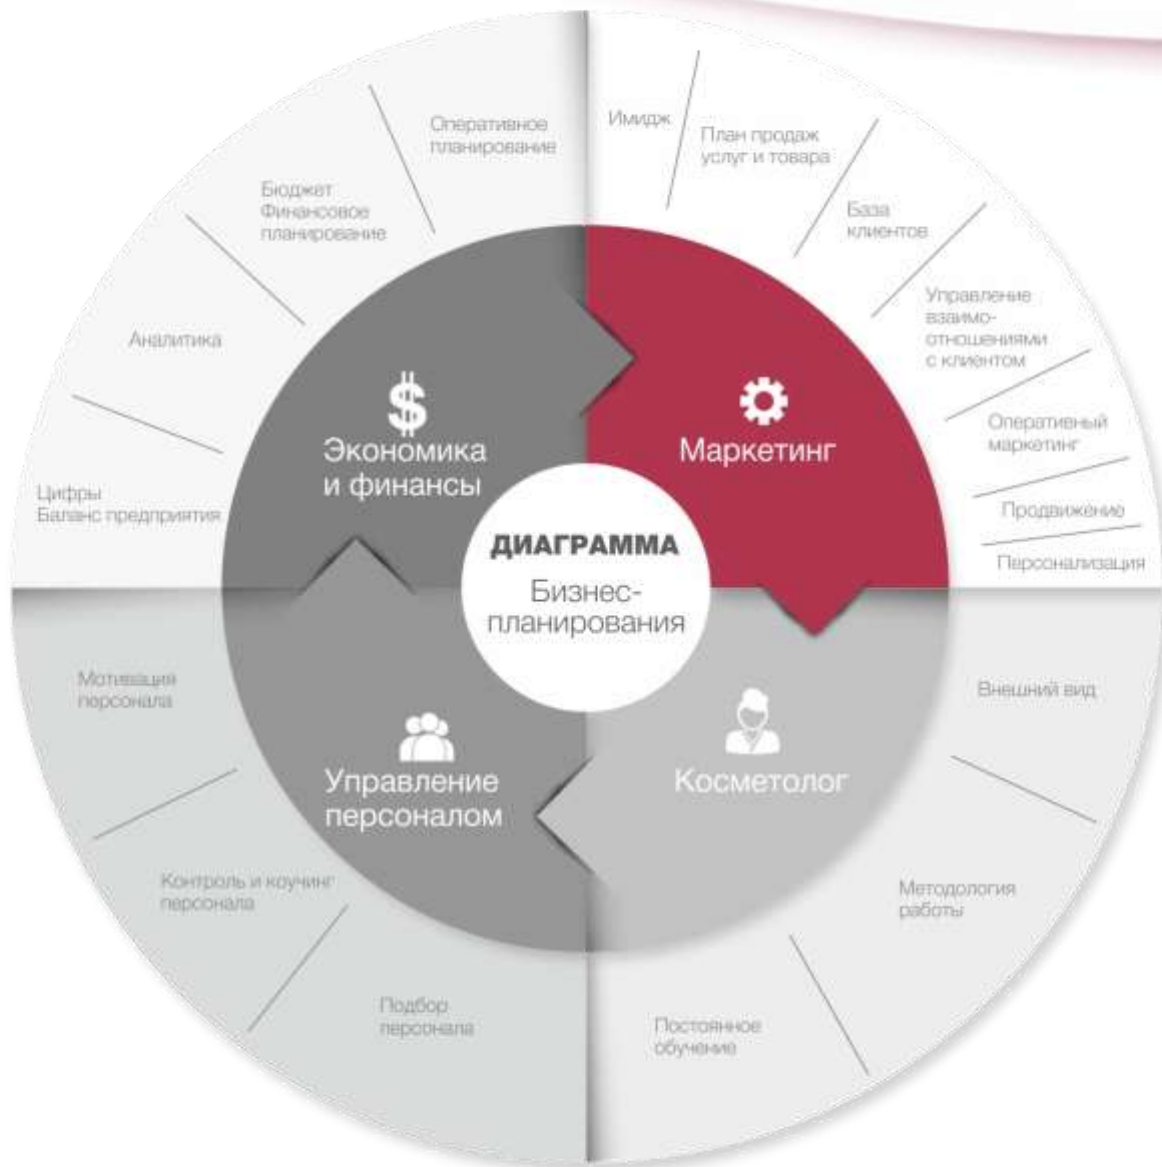 Оперативное
планирование
Имидж
План продаж
услуг и товара
Бюджет
Финансовое
планирование
База
клиентов
Аналитика
Управление
взаимо-
отношениями
с клиентом
Оперативный
маркетинг
Цифры
Баланс предприятия
Продвижение
Персонализация
$
Экономика
и финансы
Маркетинг
ДИАГРАММА
Бизнес-
планирования
Управление
персоналом
Косметолог
Мотивация
персонала
Внешний вид
Контроль и коучинг
персонала
Методология
работы
Подбор
персонала
Постоянное
обучение